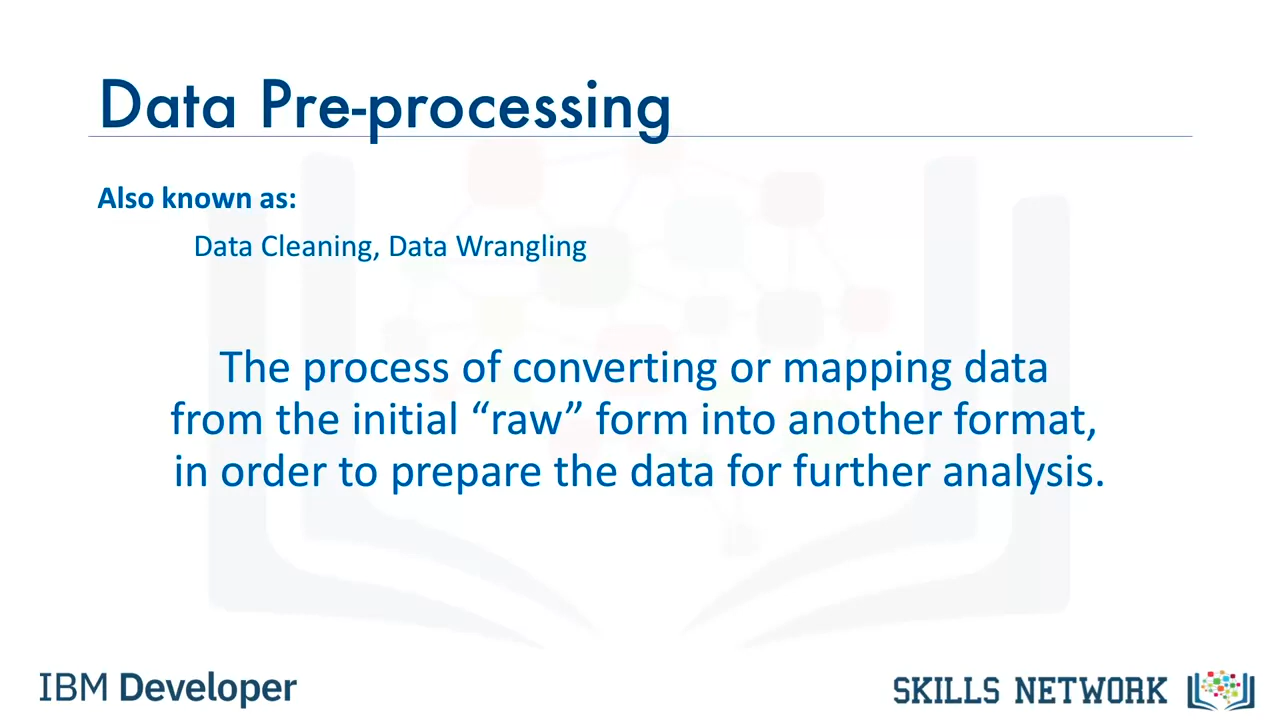 Data Pre-processing
Also known as:
Data Cleaning, Data Wrangling
The process of converting or mapping data
from the initial “raw” form into another format,
in order to prepare the data for further analysis.
IBM Developer
SKILLS NETWORK